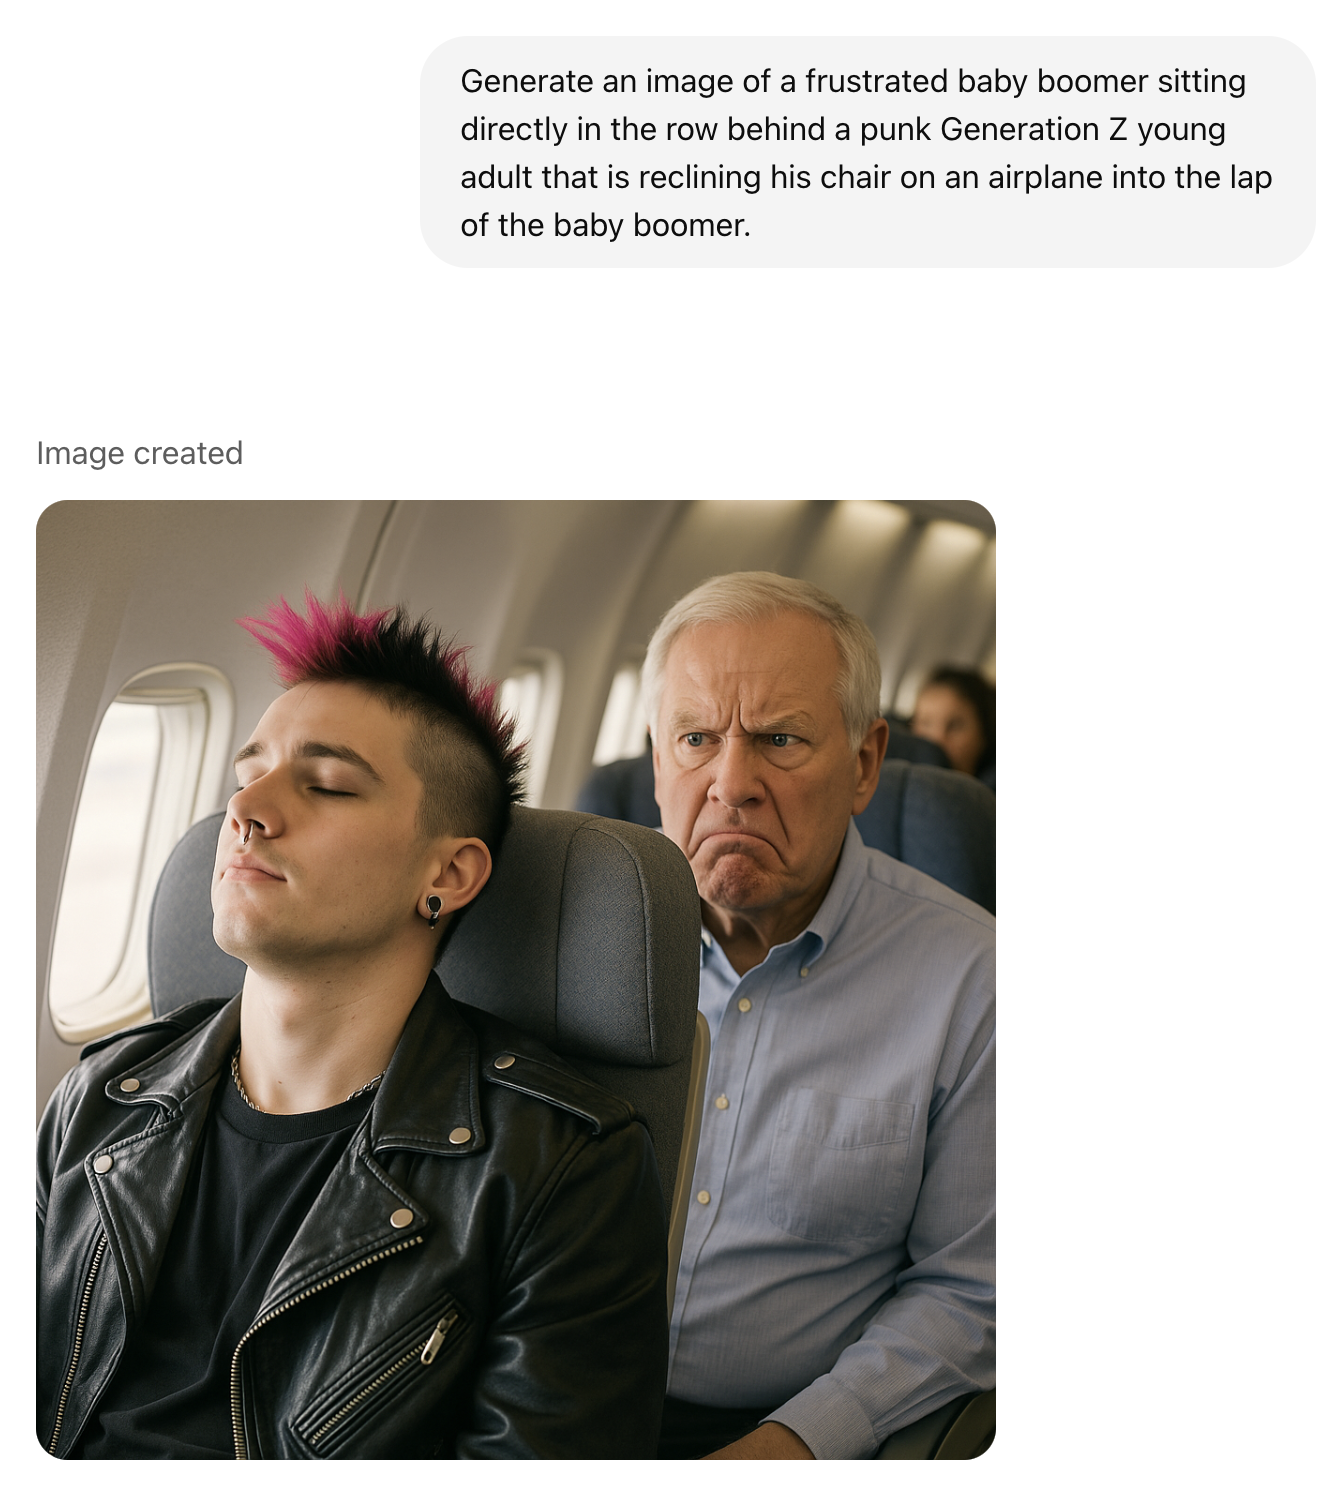 Generate an image of a frustrated baby boomer sitting
directly in the row behind a punk Generation Z young
adult that is reclining his chair on an airplane into the lap
of the baby boomer.
Image created